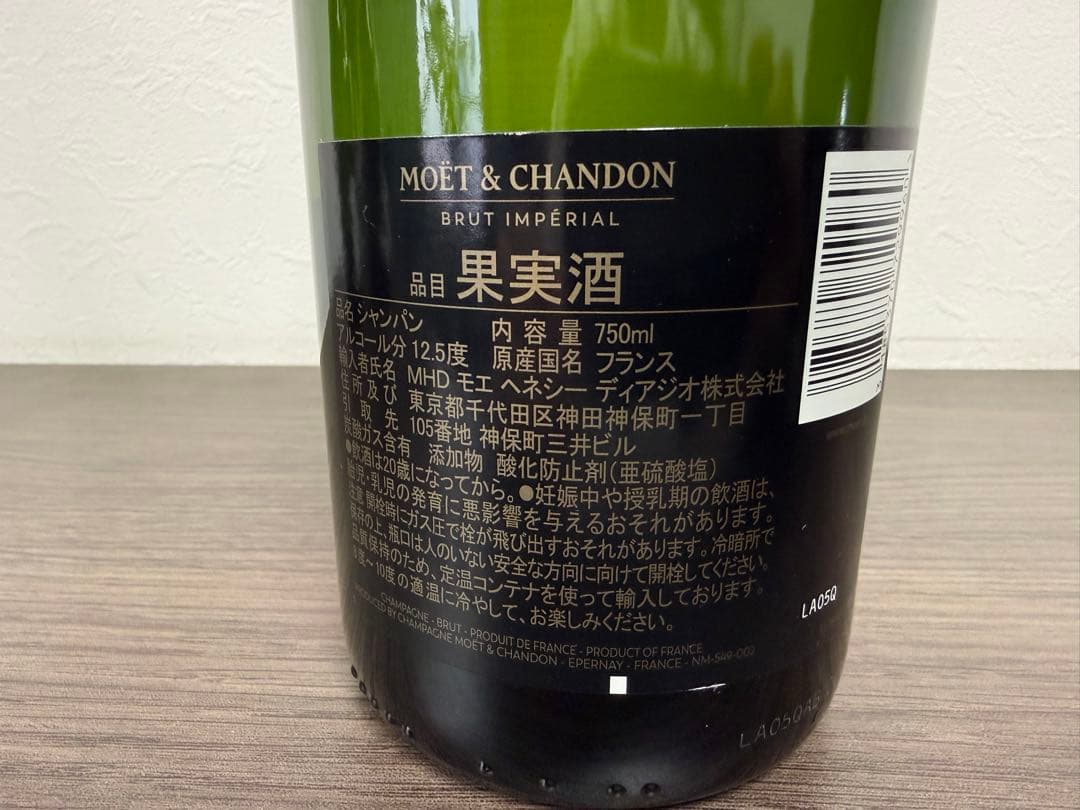 MOËT & CHANDON
BRUT IMPÉRIAL
品目 果実酒
品名 シャンパン 内容量 750ml
アルコール分 12.5度 原産国名 フランス
輸入者氏名 MHD モエ ヘネシー ディアジオ株式会社
住所及び 東京都千代田区神田神保町一丁目
引取先 105番地 神保町三井ビル
炭酸ガス含有 添加物 酸化防止剤(亜硫酸塩)
●飲酒は20歳になってから。●妊娠中や授乳期の飲酒は、
胎児・乳児の発育に悪影響を与えるおそれがあります。
注意 開栓時にガス圧で栓が飛び出すおそれがあります。冷暗所で
保存の上、瓶口は人のいない安全な方向に向けて開栓してください。
品質保持のため、定温コンテナを使って輸入しております。
8度～10度の適温に冷やして、お楽しみください。
CHAMPAGNE - BRUT - PRODUIT DE FRANCE - PRODUCT OF FRANCE
PRODUCED BY CHAMPAGNE MOËT & CHANDON - EPERNAY - FRANCE - NM-549-002
LA05Q